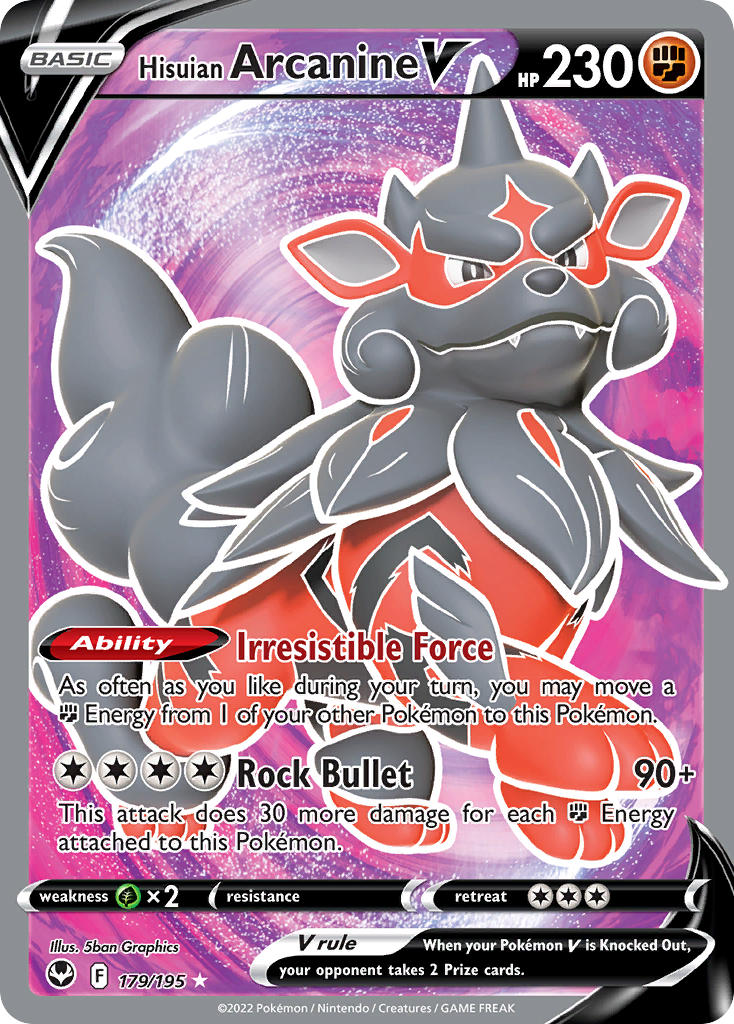 BASIC
Hisuian Arcanine V HP 230
Ability Irresistible Force
As often as you like during your turn, you may move a
Energy from 1 of your other Pokémon to this Pokémon.
Rock Bullet 90+
This attack does 30 more damage for each Energy
attached to this Pokémon.
weakness ×2 resistance retreat
Illus. 5ban Graphics
V rule When your Pokémon V is Knocked Out,
your opponent takes 2 Prize cards.
F 179/195
©2022 Pokémon / Nintendo / Creatures / GAME FREAK